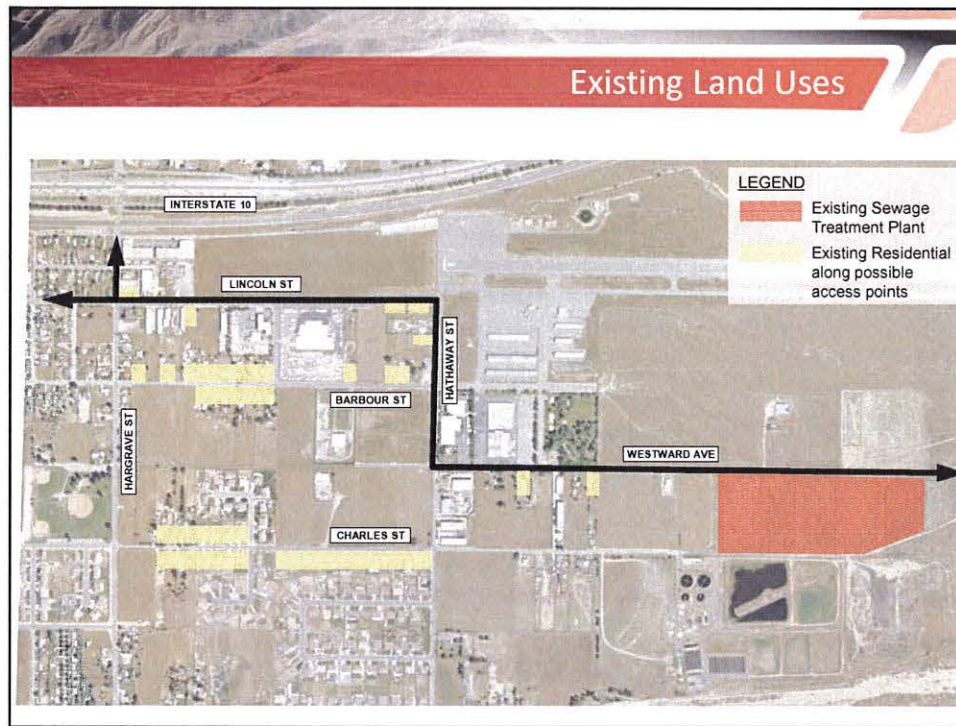 Existing Land Uses
LEGEND
Existing Sewage
Treatment Plant
Existing Residential
along possible
access points
INTERSTATE 10
LINCOLN ST
HATHAWAY ST
BARBOUR ST
HARGRAVE ST
WESTWARD AVE
CHARLES ST